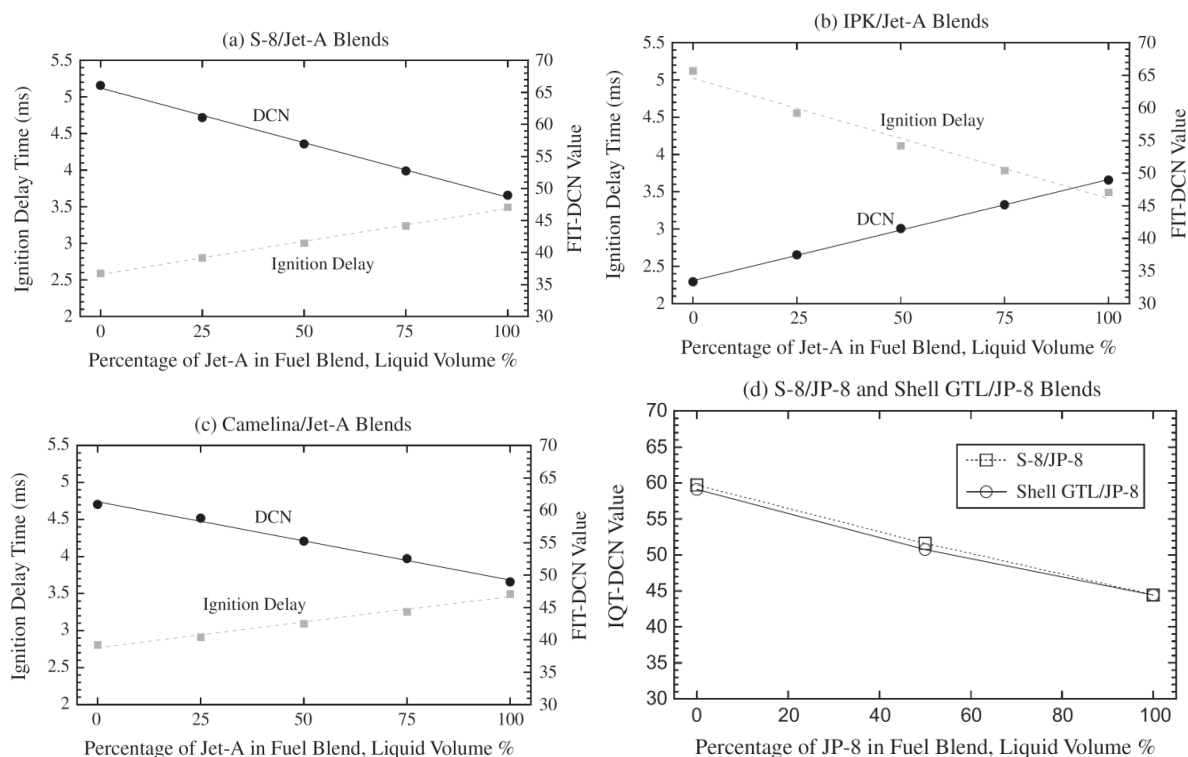 (a) S-8/Jet-A Blends
5.5
5
4.5
4
3.5
3
2.5
2
Ignition Delay Time (ms)
70
65
60
55
50
45
40
35
30
FIT-DCN Value
DCN
Ignition Delay
0 25 50 75 100
Percentage of Jet-A in Fuel Blend, Liquid Volume %
(b) IPK/Jet-A Blends
5.5
5
4.5
4
3.5
3
2.5
2
Ignition Delay Time (ms)
70
65
60
55
50
45
40
35
30
FIT-DCN Value
Ignition Delay
DCN
0 25 50 75 100
Percentage of Jet-A in Fuel Blend, Liquid Volume %
(c) Camelina/Jet-A Blends
5.5
5
4.5
4
3.5
3
2.5
2
Ignition Delay Time (ms)
70
65
60
55
50
45
40
35
30
FIT-DCN Value
DCN
Ignition Delay
0 25 50 75 100
Percentage of Jet-A in Fuel Blend, Liquid Volume %
(d) S-8/JP-8 and Shell GTL/JP-8 Blends
70
65
60
55
50
45
40
35
30
IQT-DCN Value
S-8/JP-8
Shell GTL/JP-8
0 20 40 60 80 100
Percentage of JP-8 in Fuel Blend, Liquid Volume %